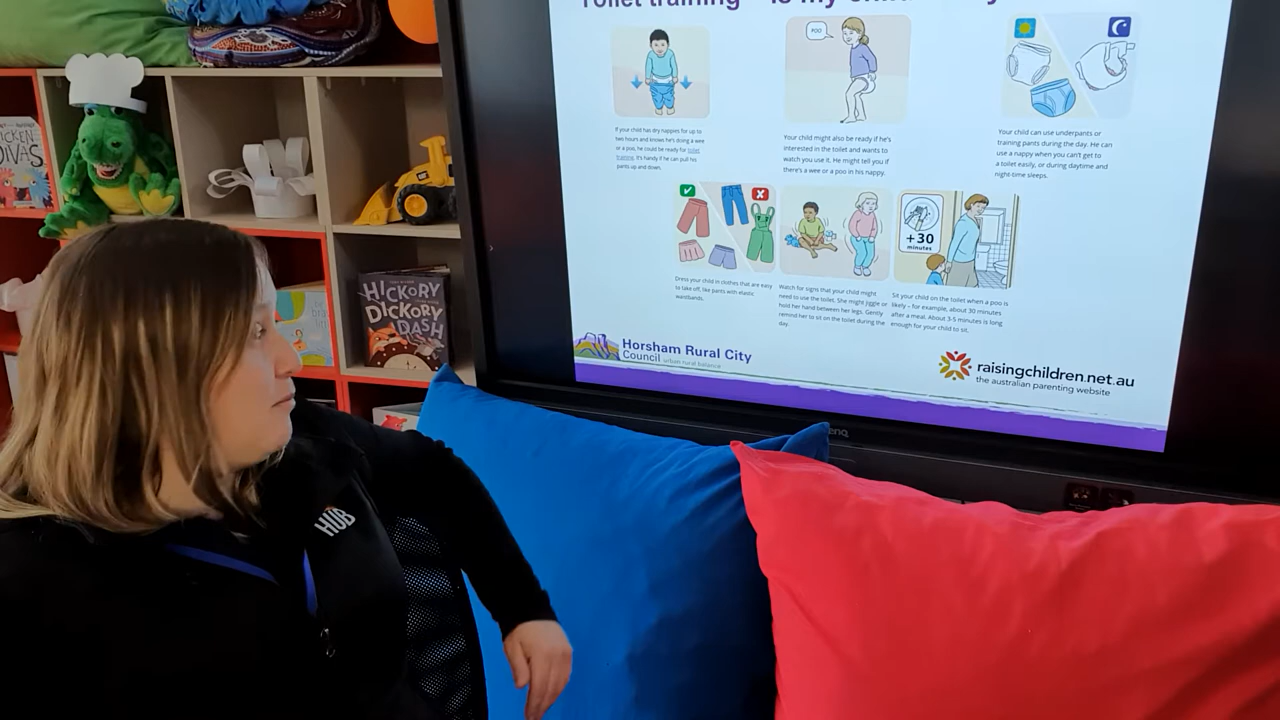 Toilet training – is my child
POO
If your child has dry nappies for up to
two hours and knows he's doing a wee
or a poo, he could be ready for toilet
training. It's handy if he can pull his
pants up and down.
Your child might also be ready if he's
interested in the toilet and wants to
watch you use it. He might tell you if
there's a wee or a poo in his nappy.
Your child can use underpants or
training pants during the day. He can
use a nappy when you can't get to
a toilet easily, or during daytime and
night-time sleeps.
+30
minutes
Dress your child in clothes that are easy
to take off, like pants with elastic
waistbands.
Watch for signs that your child might
need to use the toilet. She might jiggle or
hold her hand between her legs. Gently
remind her to sit on the toilet during the
day.
Sit your child on the toilet when a poo is
likely – for example, about 30 minutes
after a meal. About 3-5 minutes is long
enough for your child to sit.
Horsham Rural City
Council urban rural balance
raisingchildren.net.au
the australian parenting website
HICKORY
DICKORY
DASH
DIVAS
HUB